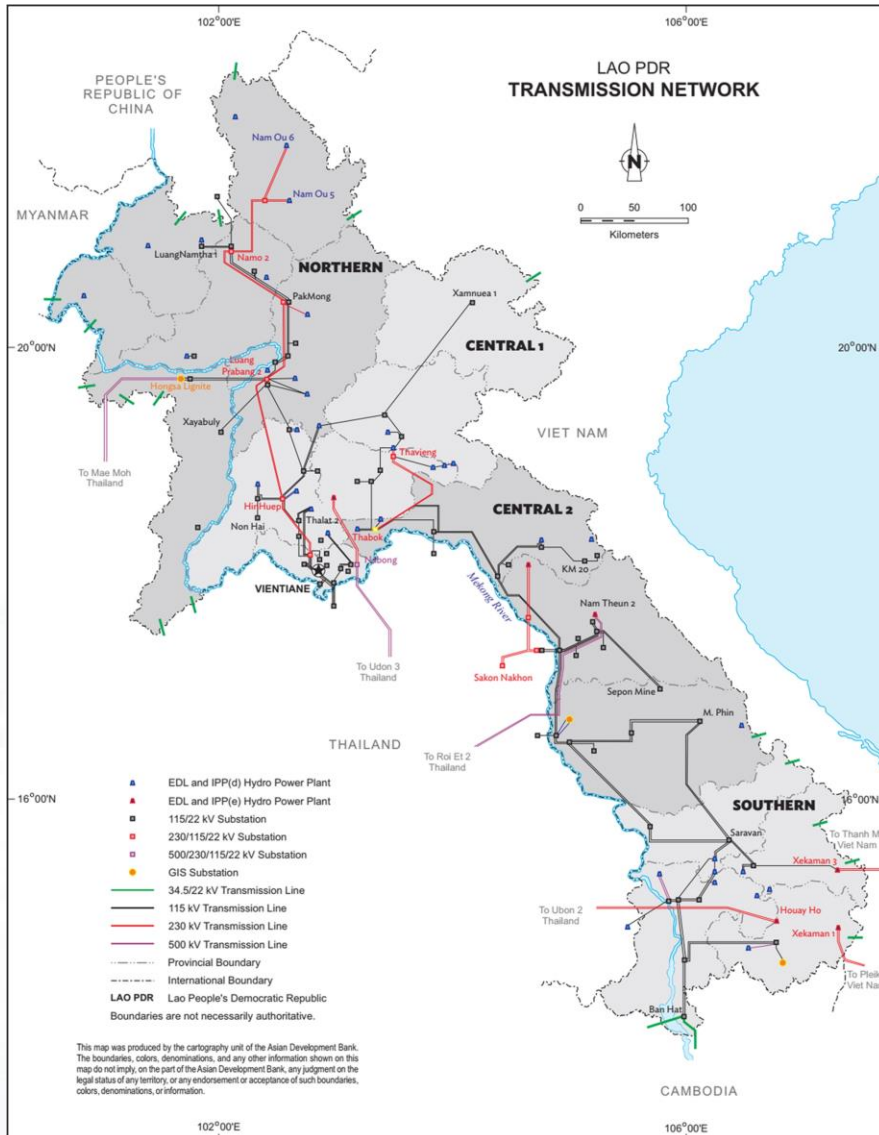 102°00'E
106°00'E
LAO PDR
TRANSMISSION NETWORK
PEOPLE'S
REPUBLIC OF
CHINA
N
0 50 100
Kilometers
MYANMAR
Nam Ou 6
Nam Ou 5
LuangNamtha 1
Namo 2
NORTHERN
PakMong
Xamnuea 1
CENTRAL 1
20°00'N
20°00'N
Luang
Prabang 2
Hongsa Lignite
Xayabuly
VIET NAM
To Mae Moh
Thailand
Thavieng
HinHuep
Non Hai
Thalat 2
Thabok
CENTRAL 2
Nabong
KM 20
VIENTIANE
Mekong River
Nam Theun 2
To Udon 3
Thailand
Sakon Nakhon
Sepon Mine
M. Phin
THAILAND
To Roi Et 2
Thailand
16°00'N
16°00'N
SOUTHERN
Saravan
To Thanh M
Viet Nam
Xekaman 3
Houay Ho
To Ubon 2
Thailand
Xekaman 1
To Pleik
Viet Na
Ban Hat
CAMBODIA
EDL and IPP(d) Hydro Power Plant
EDL and IPP(e) Hydro Power Plant
115/22 kV Substation
230/115/22 kV Substation
500/230/115/22 kV Substation
GIS Substation
34.5/22 kV Transmission Line
115 kV Transmission Line
230 kV Transmission Line
500 kV Transmission Line
Provincial Boundary
International Boundary
LAO PDR Lao People's Democratic Republic
Boundaries are not necessarily authoritative.
This map was produced by the cartography unit of the Asian Development Bank.
The boundaries, colors, denominations, and any other information shown on this
map do not imply, on the part of the Asian Development Bank, any judgment on the
legal status of any territory, or any endorsement or acceptance of such boundaries,
colors, denominations, or information.
102°00'E
106°00'E